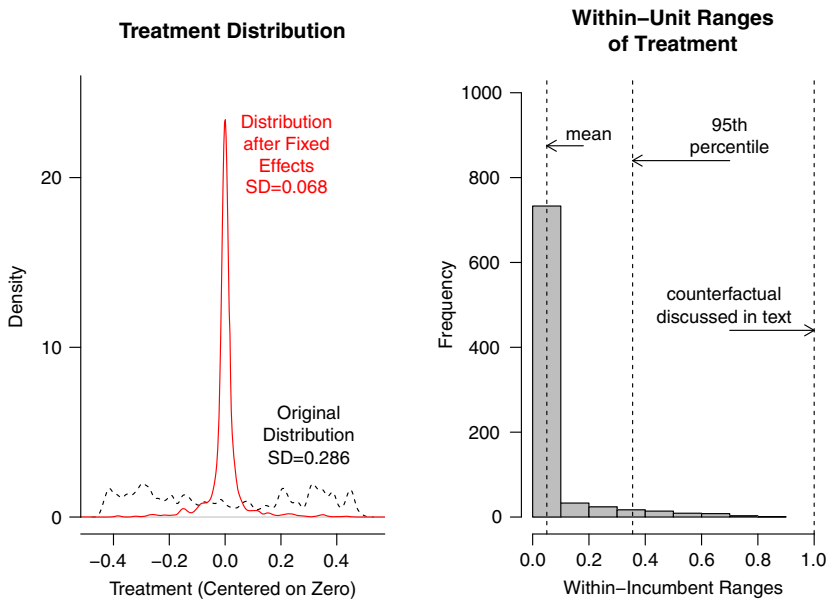 Treatment Distribution
Density
0
10
20
Distribution
after Fixed
Effects
SD=0.068
Original
Distribution
SD=0.286
−0.4
−0.2
0.0
0.2
0.4
Treatment (Centered on Zero)
Within−Unit Ranges
of Treatment
Frequency
1000
800
600
400
200
0
mean
95th
percentile
counterfactual
discussed in text
0.0
0.2
0.4
0.6
0.8
1.0
Within−Incumbent Ranges